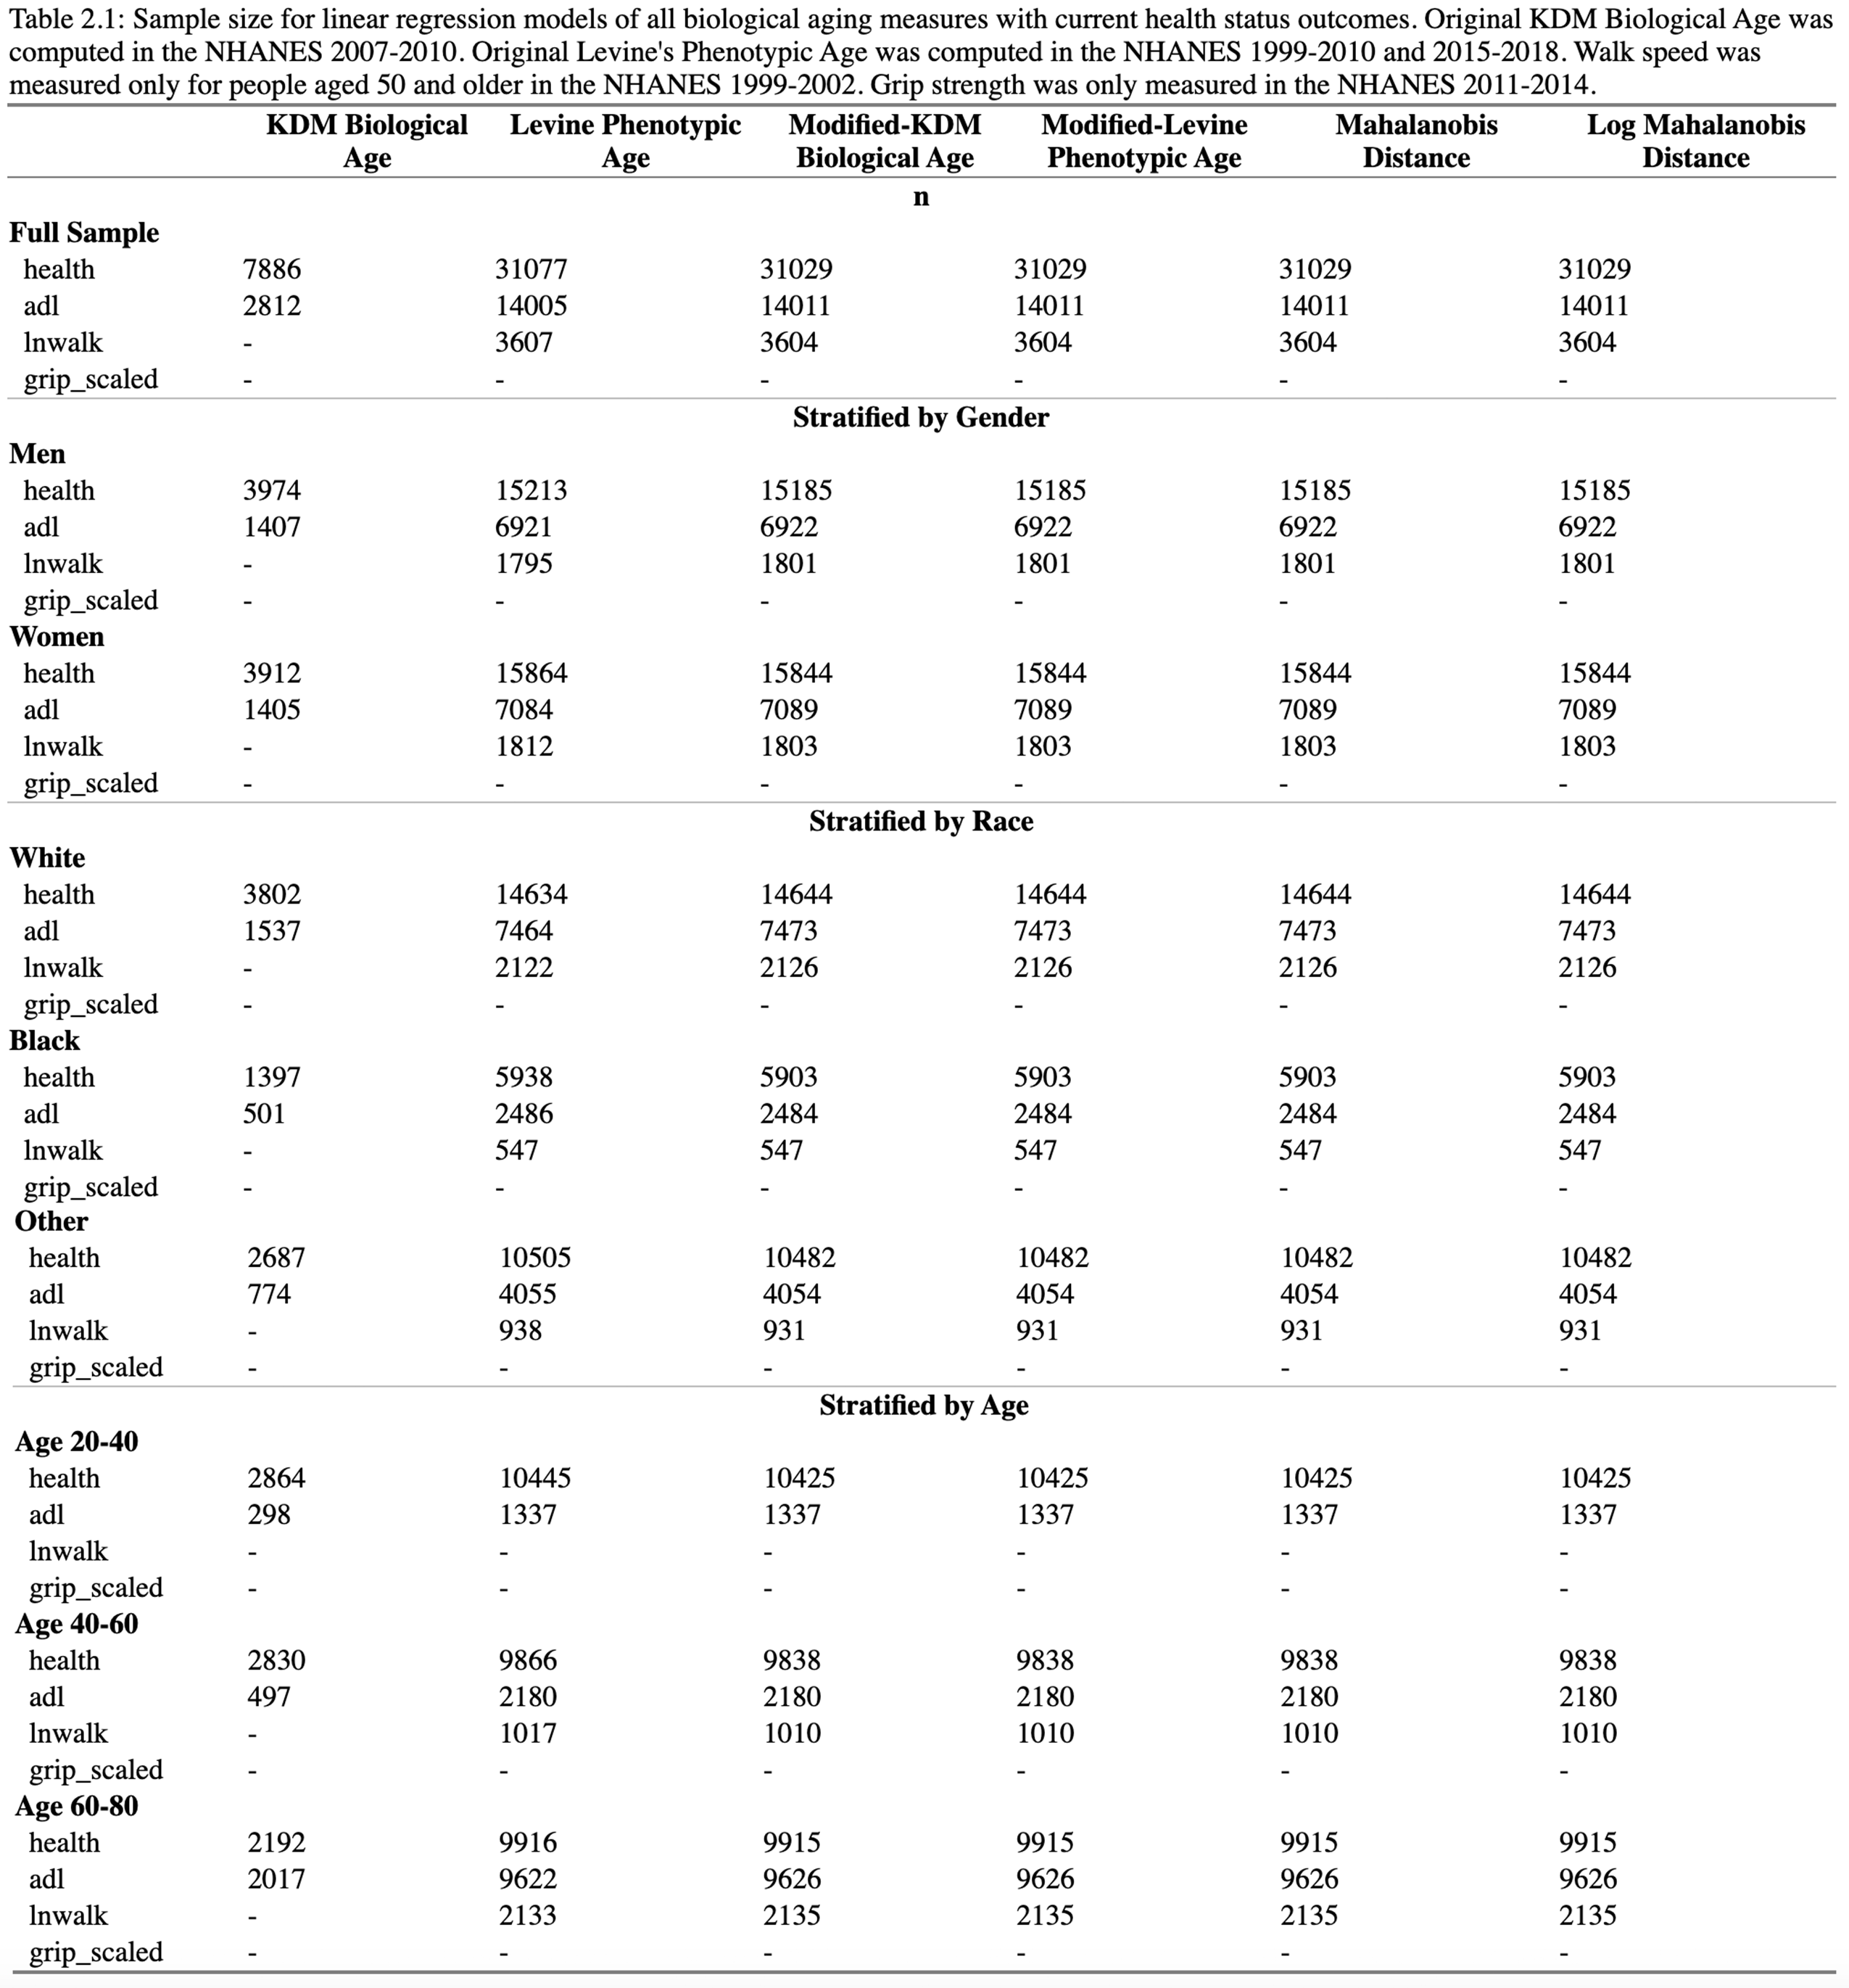 Table 2.1: Sample size for linear regression models of all biological aging measures with current health status outcomes. Original KDM Biological Age was
computed in the NHANES 2007-2010. Original Levine's Phenotypic Age was computed in the NHANES 1999-2010 and 2015-2018. Walk speed was
measured only for people aged 50 and older in the NHANES 1999-2002. Grip strength was only measured in the NHANES 2011-2014.
KDM Biological Levine Phenotypic Modified-KDM Modified-Levine Mahalanobis Log Mahalanobis
Age Age Biological Age Phenotypic Age Distance Distance
n
Full Sample
health 7886 31077 31029 31029 31029 31029
adl 2812 14005 14011 14011 14011 14011
lnwalk - 3607 3604 3604 3604 3604
grip_scaled - - - - - -
Stratified by Gender
Men
health 3974 15213 15185 15185 15185 15185
adl 1407 6921 6922 6922 6922 6922
lnwalk - 1795 1801 1801 1801 1801
grip_scaled - - - - - -
Women
health 3912 15864 15844 15844 15844 15844
adl 1405 7084 7089 7089 7089 7089
lnwalk - 1812 1803 1803 1803 1803
grip_scaled - - - - - -
Stratified by Race
White
health 3802 14634 14644 14644 14644 14644
adl 1537 7464 7473 7473 7473 7473
lnwalk - 2122 2126 2126 2126 2126
grip_scaled - - - - - -
Black
health 1397 5938 5903 5903 5903 5903
adl 501 2486 2484 2484 2484 2484
lnwalk - 547 547 547 547 547
grip_scaled - - - - - -
Other
health 2687 10505 10482 10482 10482 10482
adl 774 4055 4054 4054 4054 4054
lnwalk - 938 931 931 931 931
grip_scaled - - - - - -
Stratified by Age
Age 20-40
health 2864 10445 10425 10425 10425 10425
adl 298 1337 1337 1337 1337 1337
lnwalk - - - - - -
grip_scaled - - - - - -
Age 40-60
health 2830 9866 9838 9838 9838 9838
adl 497 2180 2180 2180 2180 2180
lnwalk - 1017 1010 1010 1010 1010
grip_scaled - - - - - -
Age 60-80
health 2192 9916 9915 9915 9915 9915
adl 2017 9622 9626 9626 9626 9626
lnwalk - 2133 2135 2135 2135 2135
grip_scaled - - - - - -